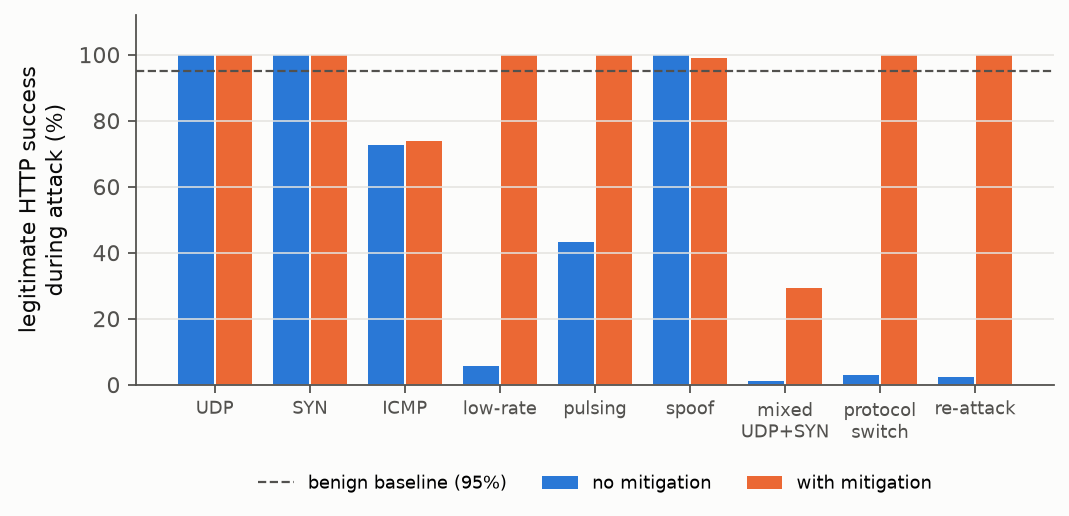 legitimate HTTP success
during attack (%)
100
80
60
40
20
0
UDP
SYN
ICMP
low-rate
pulsing
spoof
mixed
UDP+SYN
protocol
switch
re-attack
benign baseline (95%)
no mitigation
with mitigation